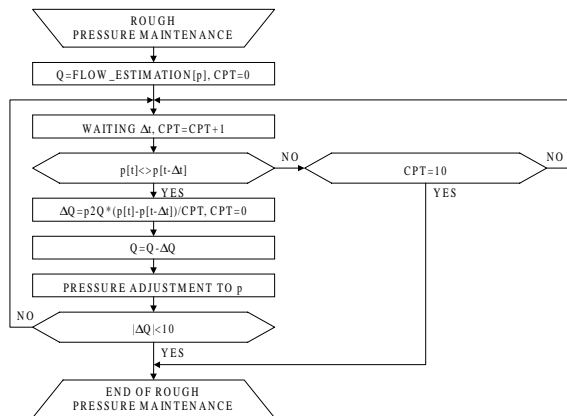 ROUGH
PRESSURE MAINTENANCE
Q=FLOW_ESTIMATION[p], CPT=0
WAITING Δt, CPT=CPT+1
p[t]<>p[t-Δt]
NO
CPT=10
NO
YES
YES
ΔQ=p2Q*(p[t]-p[t-Δt])/CPT, CPT=0
Q=Q-ΔQ
PRESSURE ADJUSTMENT TO p
NO
|ΔQ|<10
YES
END OF ROUGH
PRESSURE MAINTENANCE